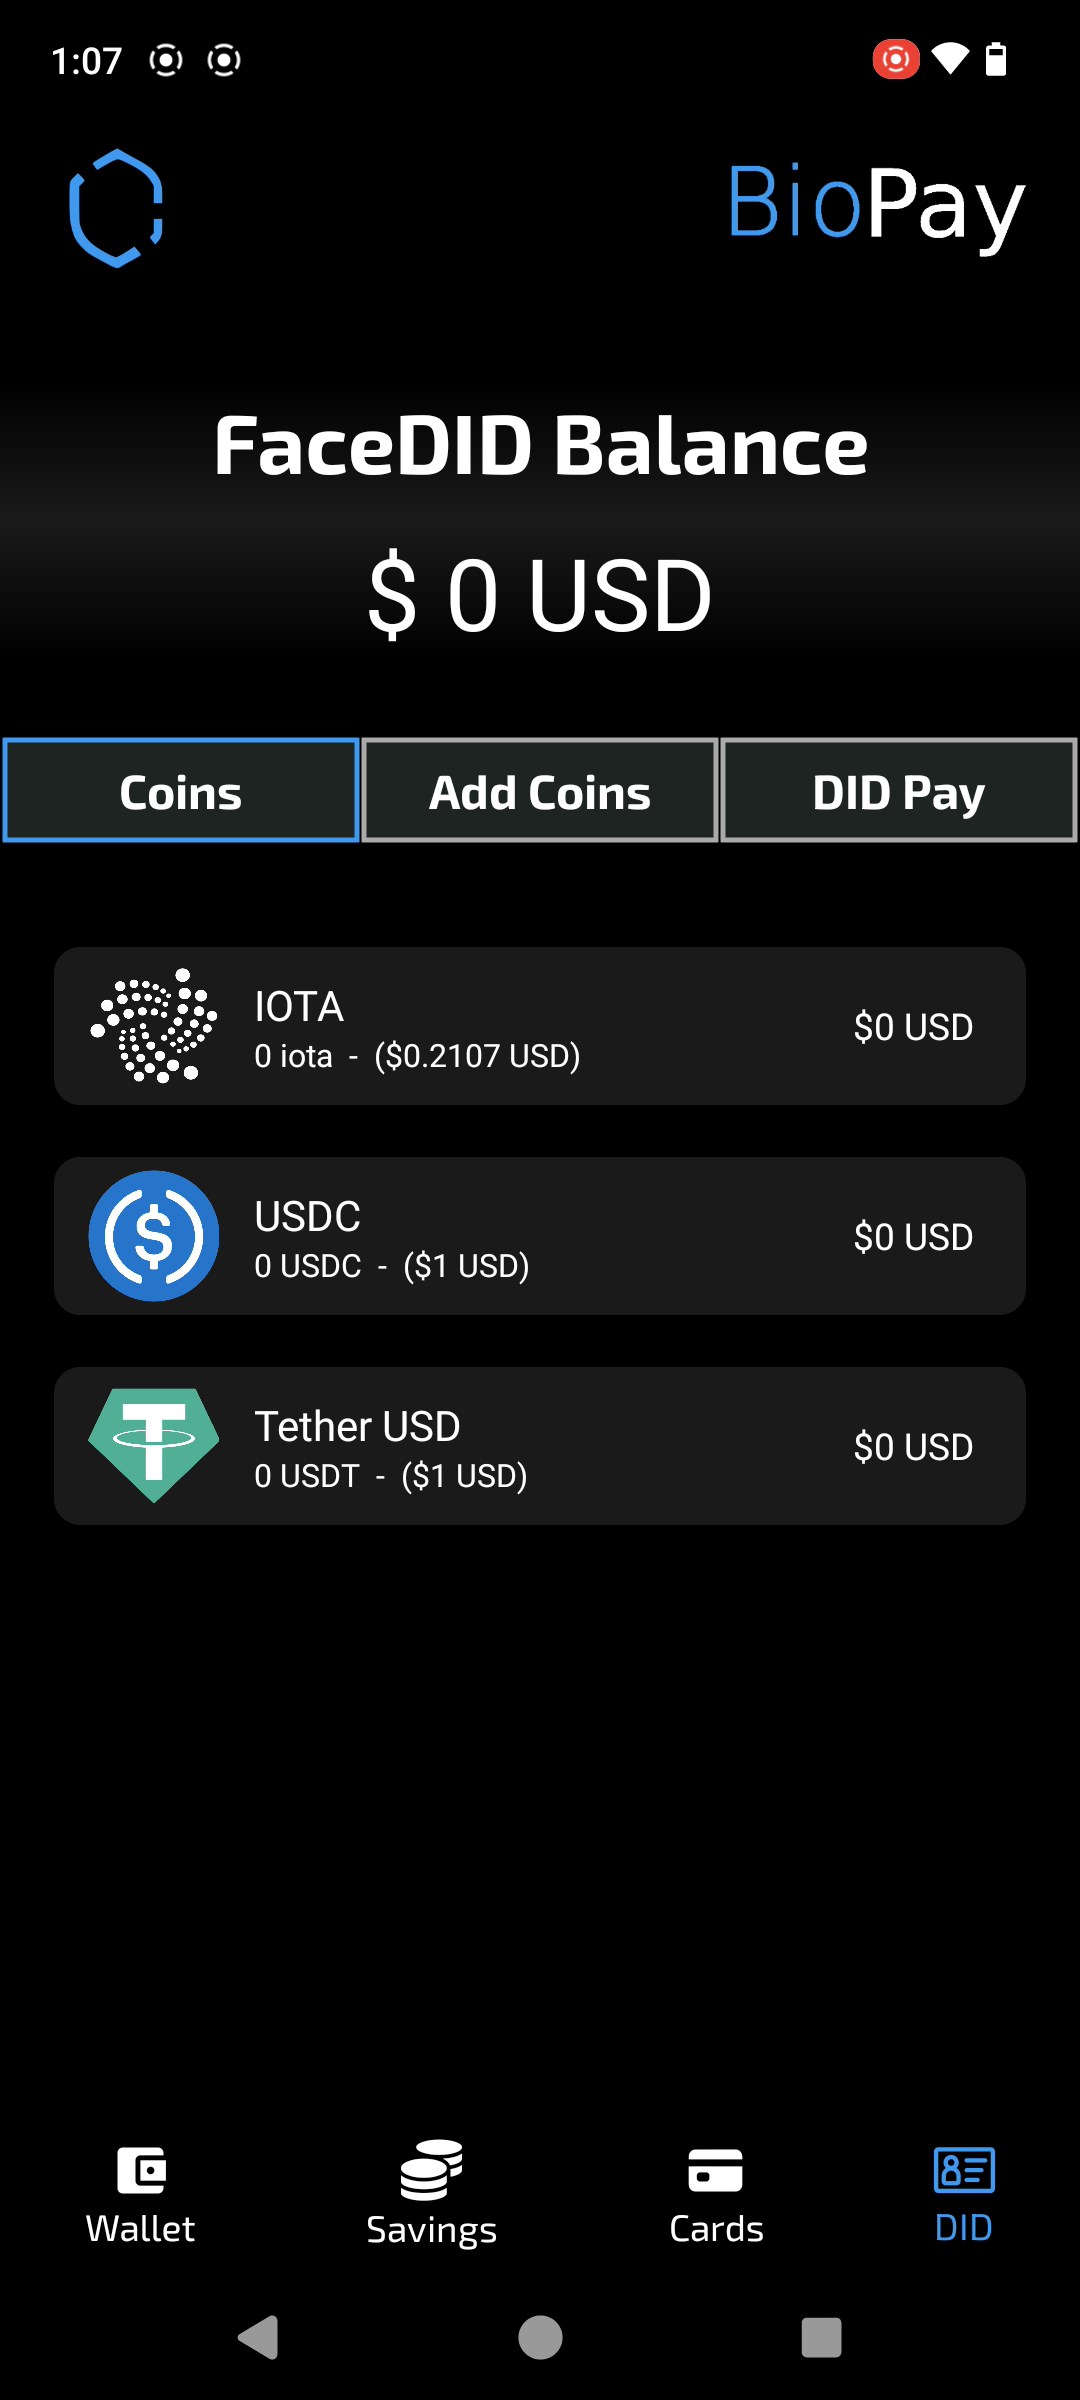 1:07
BioPay
FaceDID Balance
$ 0 USD
Coins
Add Coins
DID Pay
IOTA
0 iota - ($0.2107 USD)
$0 USD
USDC
0 USDC - ($1 USD)
$0 USD
Tether USD
0 USDT - ($1 USD)
$0 USD
Wallet
Savings
Cards
DID